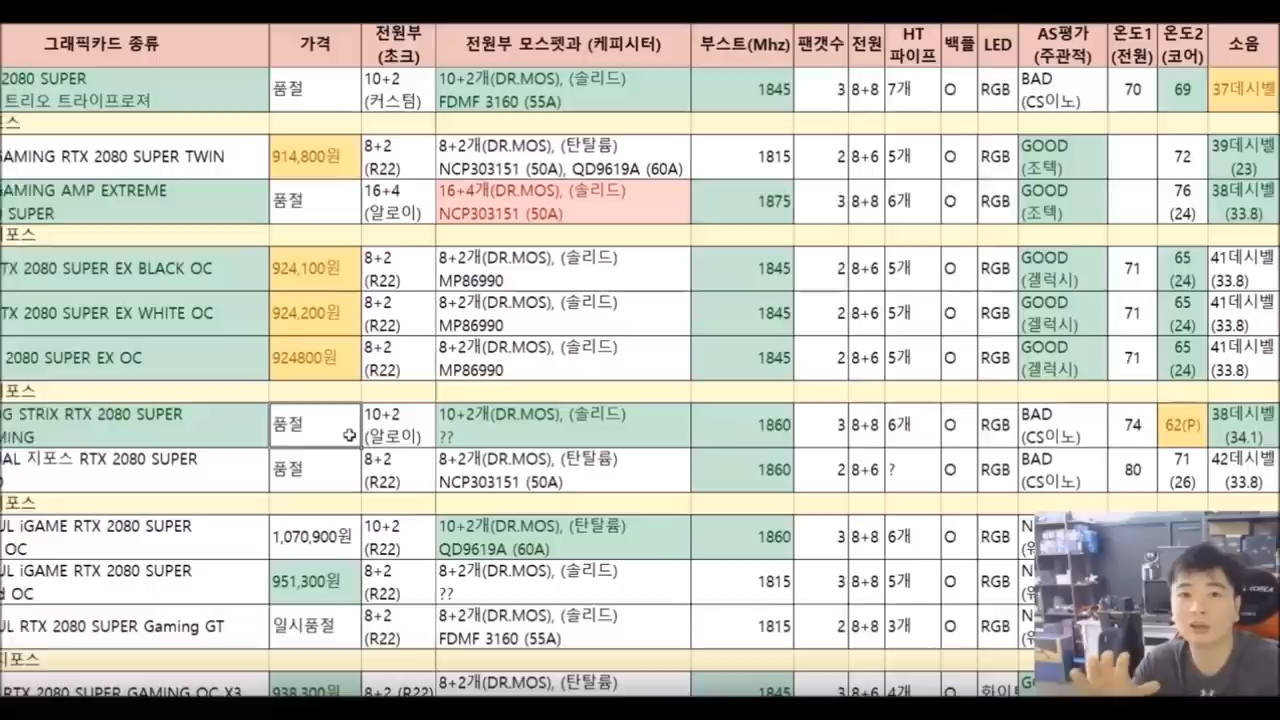 그래픽카드 종류 가격 전원부 (초크) 전원부 모스펫과 (케피시터) 부스트(Mhz) 팬갯수 전원 HT 파이프 백플 LED AS평가 (주관적) 온도1 (전원) 온도2 (코어) 소음
2080 SUPER 트리오 트라이프로져 품절 10+2 (커스텀) 10+2개(DR.MOS), (솔리드) FDMF 3160 (55A) 1845 3 8+8 7개 O RGB BAD (CS이노) 70 69 37데시벨
GAMING RTX 2080 SUPER TWIN 914,800원 8+2 (R22) 8+2개(DR.MOS), (탄탈륨) NCP303151 (50A), QD9619A (60A) 1815 2 8+6 5개 O RGB GOOD (조텍) 72 39데시벨 (23)
GAMING AMP EXTREME SUPER 품절 16+4 (알로이) 16+4개(DR.MOS), (솔리드) NCP303151 (50A) 1875 3 8+8 6개 O RGB GOOD (조텍) 76 (24) 38데시벨 (33.8)
지포스
TX 2080 SUPER EX BLACK OC 924,100원 8+2 (R22) 8+2개(DR.MOS), (솔리드) MP86990 1845 2 8+6 5개 O RGB GOOD (겔럭시) 71 65 (24) 41데시벨 (33.8)
TX 2080 SUPER EX WHITE OC 924,200원 8+2 (R22) 8+2개(DR.MOS), (솔리드) MP86990 1845 2 8+6 5개 O RGB GOOD (겔럭시) 71 65 (24) 41데시벨 (33.8)
2080 SUPER EX OC 924800원 8+2 (R22) 8+2개(DR.MOS), (솔리드) MP86990 1845 2 8+6 5개 O RGB GOOD (겔럭시) 71 65 (24) 41데시벨 (33.8)
지포스
G STRIX RTX 2080 SUPER MING 품절 10+2 (알로이) 10+2개(DR.MOS), (솔리드) ?? 1860 3 8+8 6개 O RGB BAD (CS이노) 74 62(P) 38데시벨 (34.1)
AL 지포스 RTX 2080 SUPER 품절 8+2 (R22) 8+2개(DR.MOS), (탄탈륨) NCP303151 (50A) 1860 2 8+6 ? O RGB BAD (CS이노) 80 71 (26) 42데시벨 (33.8)
지포스
UL iGAME RTX 2080 SUPER OC 1,070,900원 10+2 (R22) 10+2개(DR.MOS), (탄탈륨) QD9619A (60A) 1860 3 8+8 6개 O RGB
UL iGAME RTX 2080 SUPER d OC 951,300원 8+2 (R22) 8+2개(DR.MOS), (솔리드) ?? 1815 3 8+8 5개 O RGB
UL RTX 2080 SUPER Gaming GT 일시품절 8+2 (R22) 8+2개(DR.MOS), (솔리드) FDMF 3160 (55A) 1815 2 8+8 3개 O RGB
지포스
RTX 2080 SUPER GAMING OC X3 938,300원 8+2 (R22) 8+2개(DR.MOS), (탄탈륨) 1845 3 8+6 4개 O